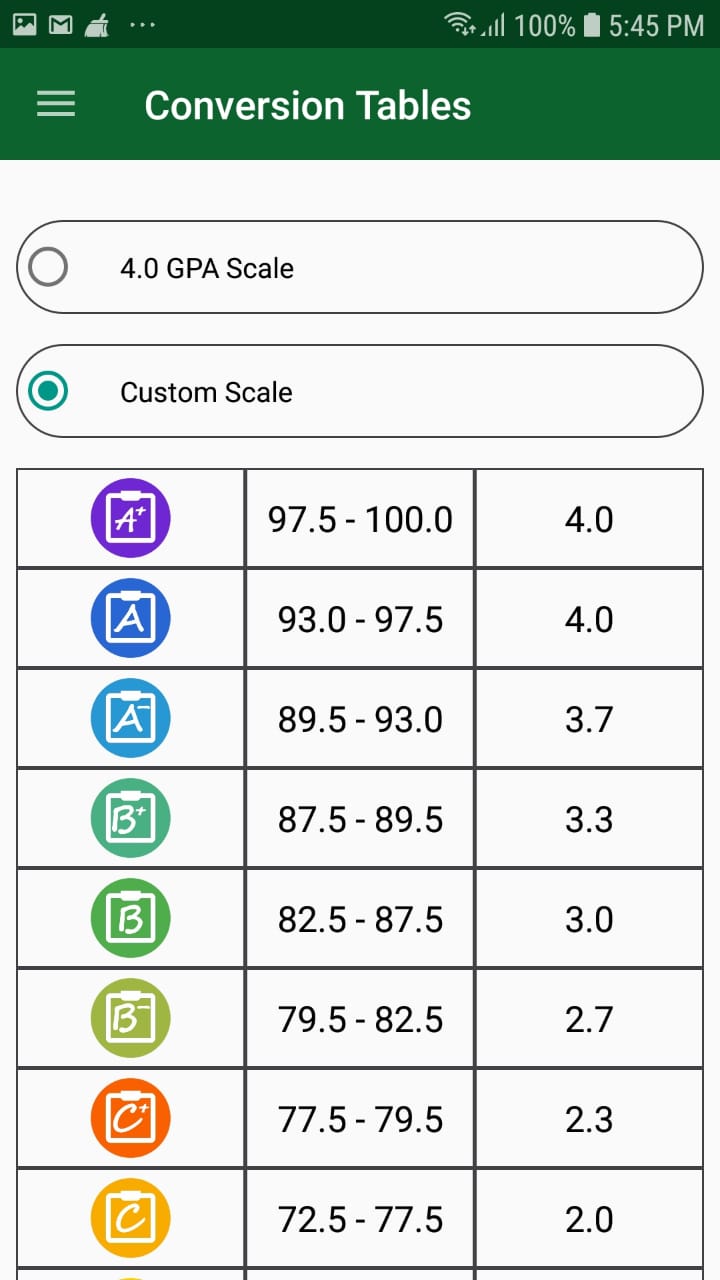 100% 5:45 PM
Conversion Tables
4.0 GPA Scale
Custom Scale
A+ 97.5 - 100.0 4.0
A 93.0 - 97.5 4.0
A- 89.5 - 93.0 3.7
B+ 87.5 - 89.5 3.3
B 82.5 - 87.5 3.0
B- 79.5 - 82.5 2.7
C+ 77.5 - 79.5 2.3
C 72.5 - 77.5 2.0